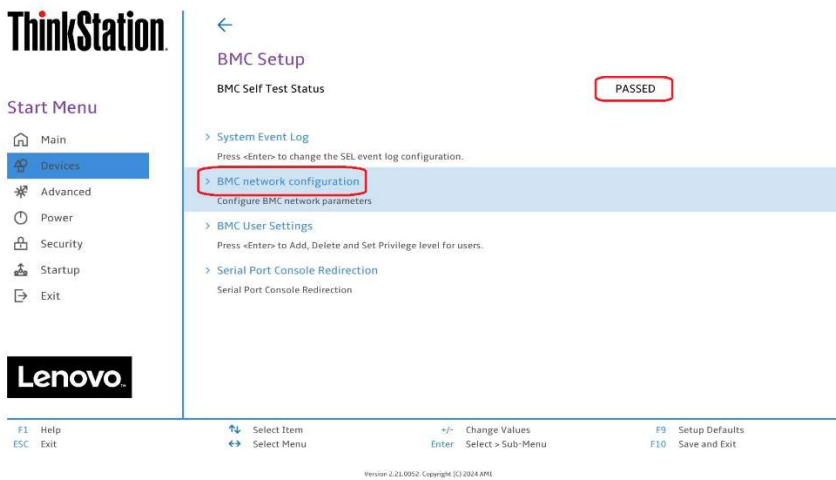 ThinkStation
BMC Setup
BMC Self Test Status PASSED
Start Menu
Main
Devices
Advanced
Power
Security
Startup
Exit
> System Event Log
Press <Enter> to change the SEL event log configuration.
> BMC network configuration
Configure BMC network parameters
> BMC User Settings
Press <Enter> to Add, Delete and Set Privilege level for users.
> Serial Port Console Redirection
Serial Port Console Redirection
Lenovo
F1 Help
ESC Exit
↑↓ Select Item
↔ Select Menu
+/- Change Values
Enter Select > Sub-Menu
F9 Setup Defaults
F10 Save and Exit
Version 2.21.0052. Copyright (C) 2024 AMI